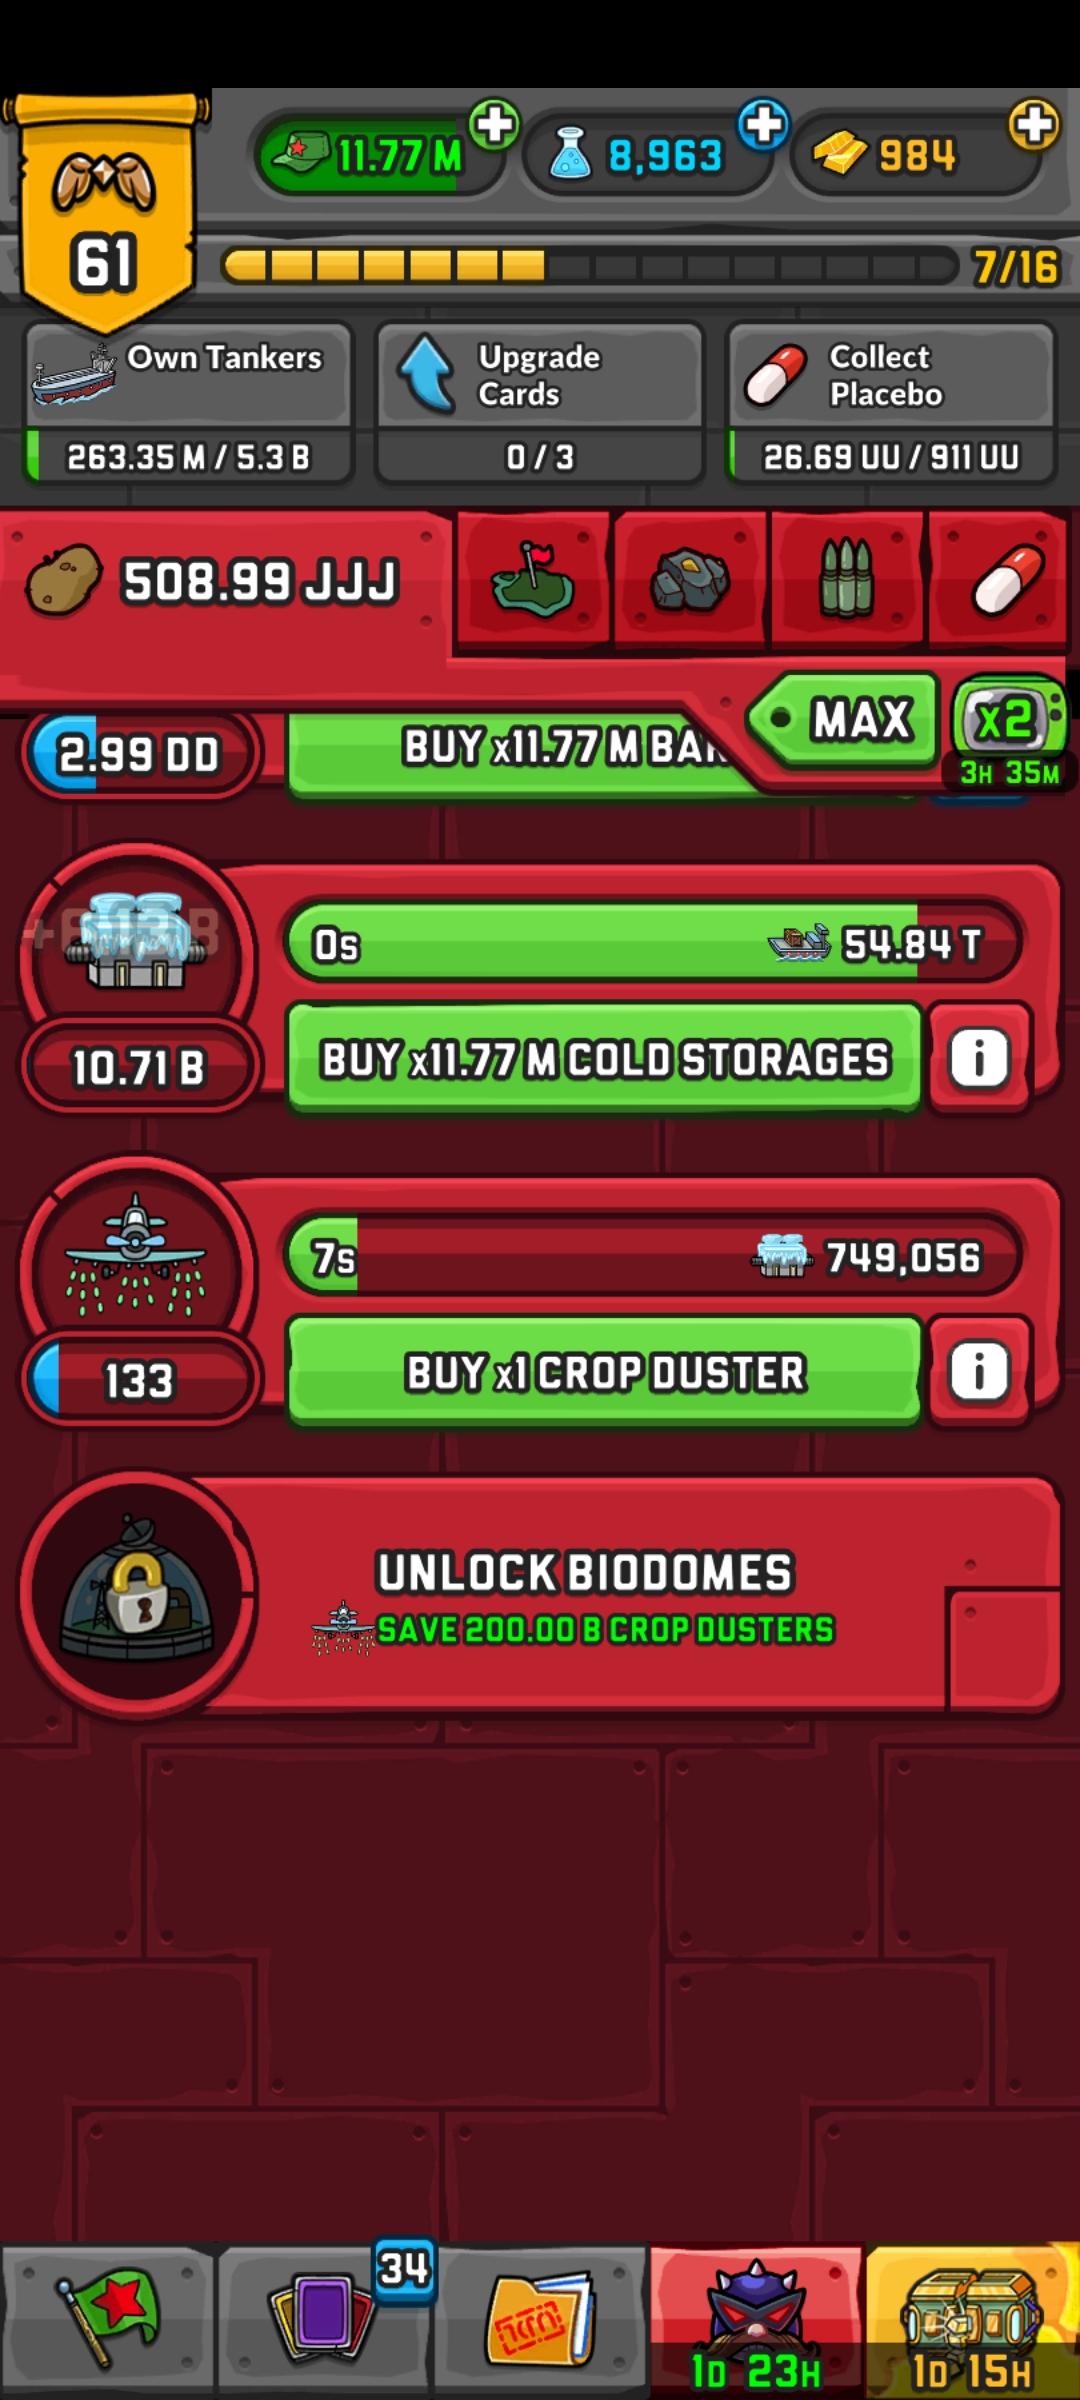 11.77 M
8,963
984
61
7/16
Own Tankers
Upgrade
Cards
Collect
Placebo
263.35 M / 5.3 B
0 / 3
26.69 UU / 911 UU
508.99 JJJ
MAX
x2
3H 35M
2.99 DD
BUY x11.77 M
0s
54.84 T
10.71 B
BUY x11.77 M COLD STORAGES
i
7s
749,056
133
BUY x1 CROP DUSTER
i
UNLOCK BIODOMES
SAVE 200.00 B CROP DUSTERS
34
1D 23H
1D 15H